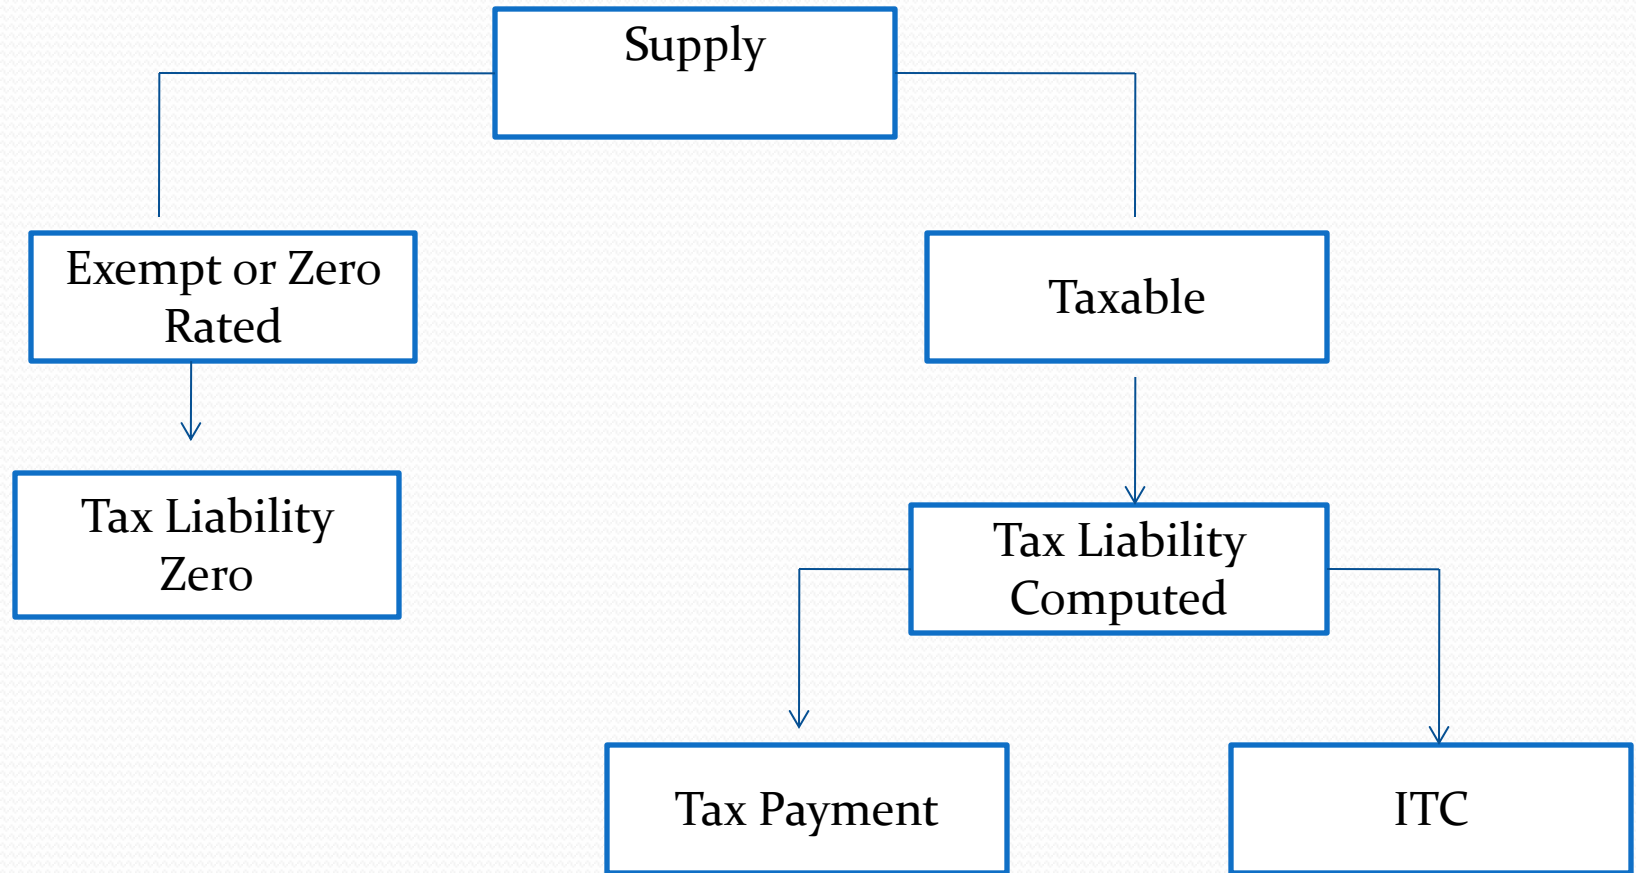 Supply
Exempt or Zero
Rated
Taxable
Tax Liability
Zero
Tax Liability
Computed
Tax Payment
ITC